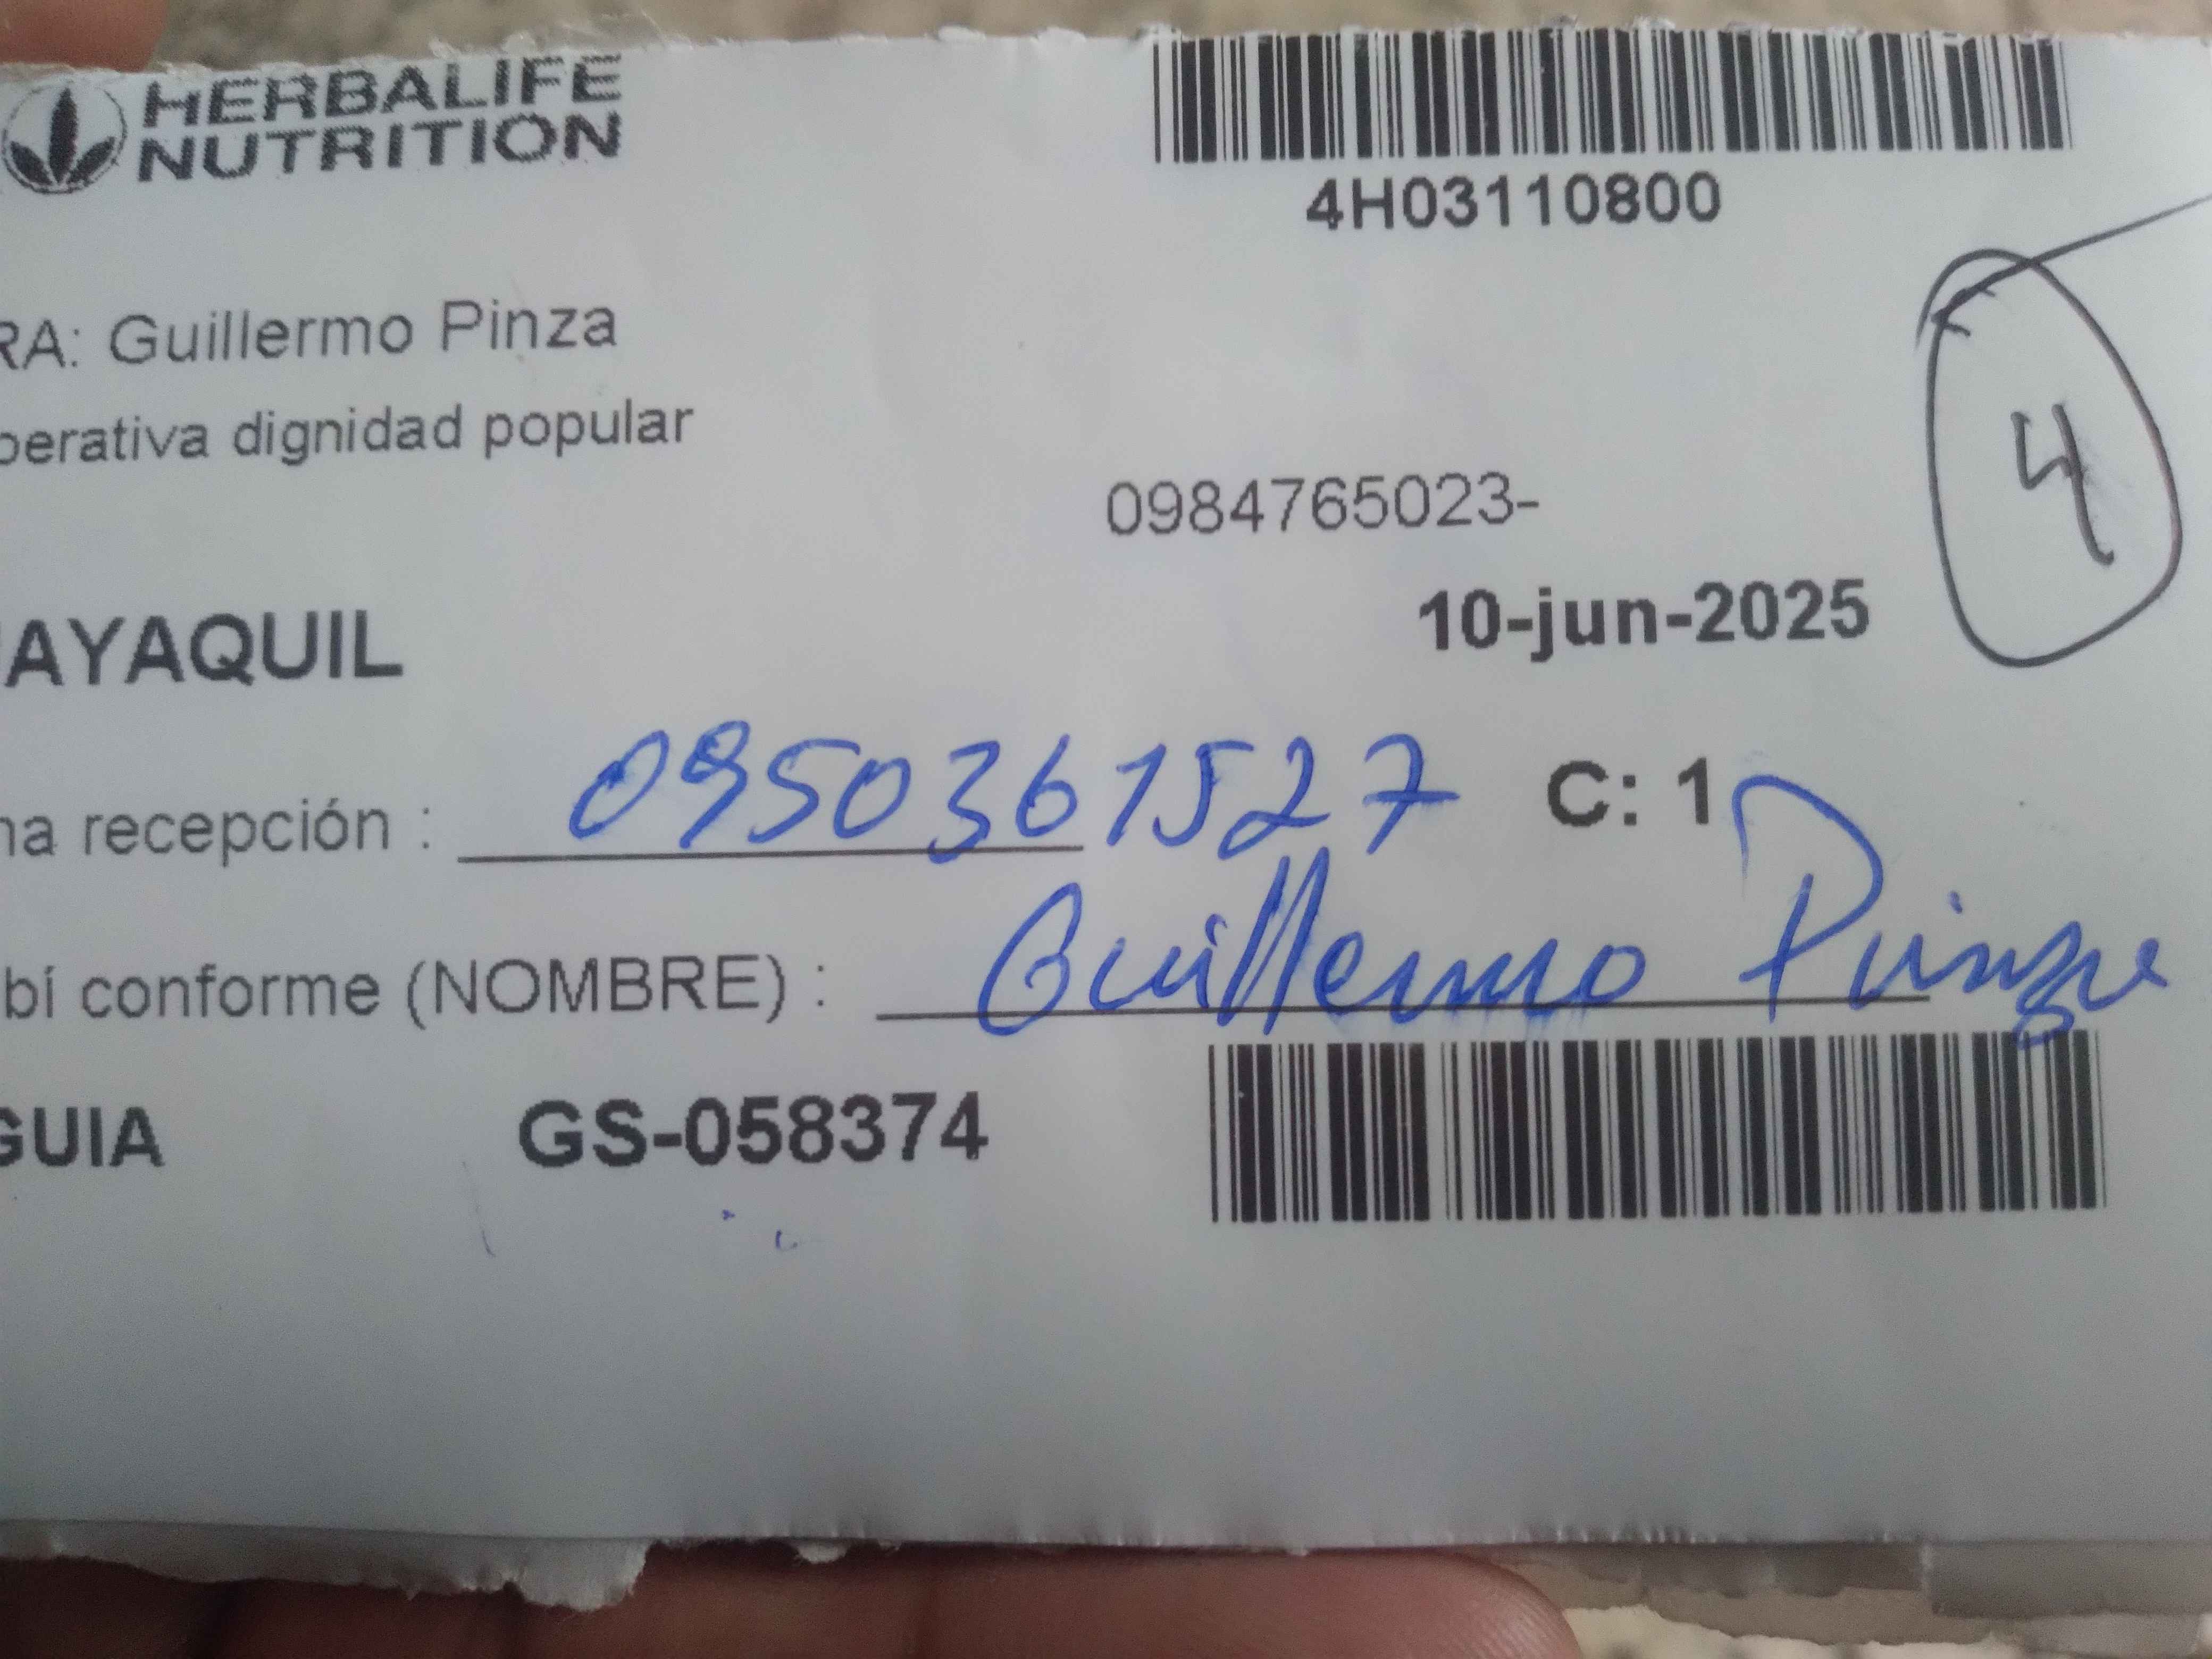 HERBALIFE
NUTRITION
4H03110800
RA: Guillermo Pinza
perativa dignidad popular
0984765023-
4
10-jun-2025
AYAQUIL
na recepción : 0950361527 C: 1
bí conforme (NOMBRE) : Guillermo Pinza
GUIA GS-058374